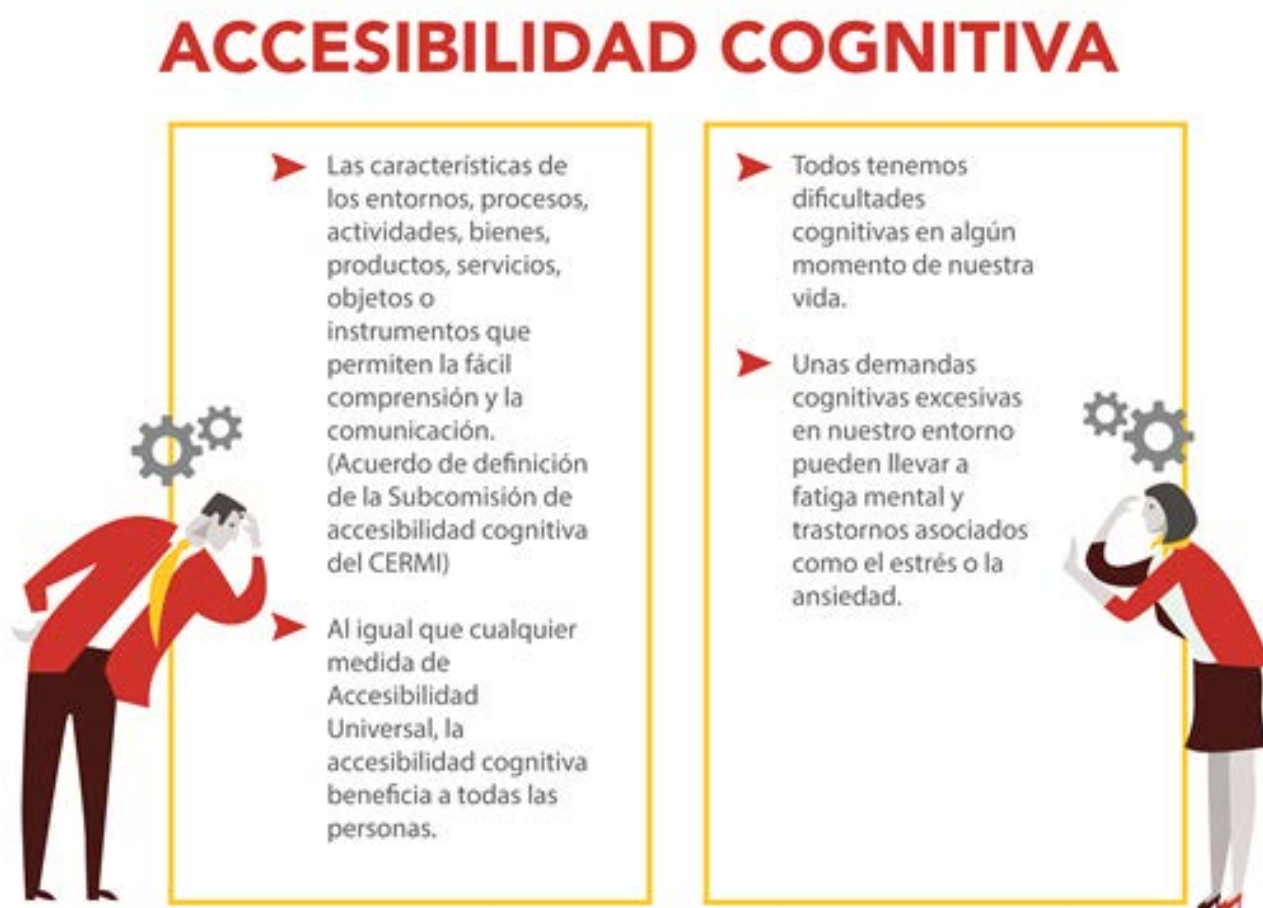 ACCESIBILIDAD COGNITIVA
Las características de
los entornos, procesos,
actividades, bienes,
productos, servicios,
objetos o
instrumentos que
permiten la fácil
comprensión y la
comunicación.
(Acuerdo de definición
de la Subcomisión de
accesibilidad cognitiva
del CERMI)
Al igual que cualquier
medida de
Accesibilidad
Universal, la
accesibilidad cognitiva
beneficia a todas las
personas.
Todos tenemos
dificultades
cognitivas en algún
momento de nuestra
vida.
Unas demandas
cognitivas excesivas
en nuestro entorno
pueden llevar a
fatiga mental y
trastornos asociados
como el estrés o la
ansiedad.